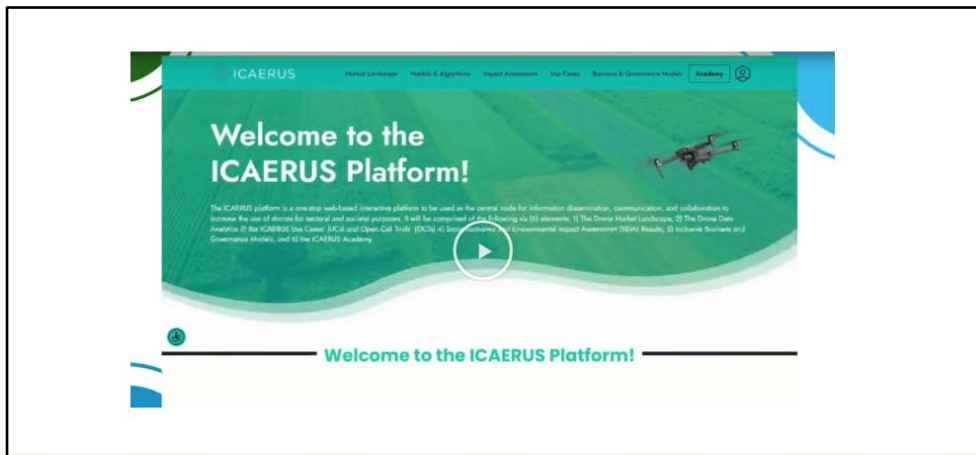 ICAERUS
Market Landscape Models & Algorithms Impact Assessment Use Cases Business & Governance Models Academy
Welcome to the
ICAERUS Platform!
The ICAERUS platform is a one-stop web-based interactive platform to be used as the central node for information dissemination, communication, and collaboration to
increase the use of drones for sectoral and societal purposes. It will be comprised of the following six (6) elements: 1) The Drone Market Landscape, 2) The Drone Data
Analytics 3) the ICAERUS Use Cases (UCs) and Open-Call Trials (OCTs) 4) Socio-economic and Environmental Impact Assessment (SEIA) Results, 5) Inclusive Business and
Governance Models, and 6) the ICAERUS Academy.
Welcome to the ICAERUS Platform!